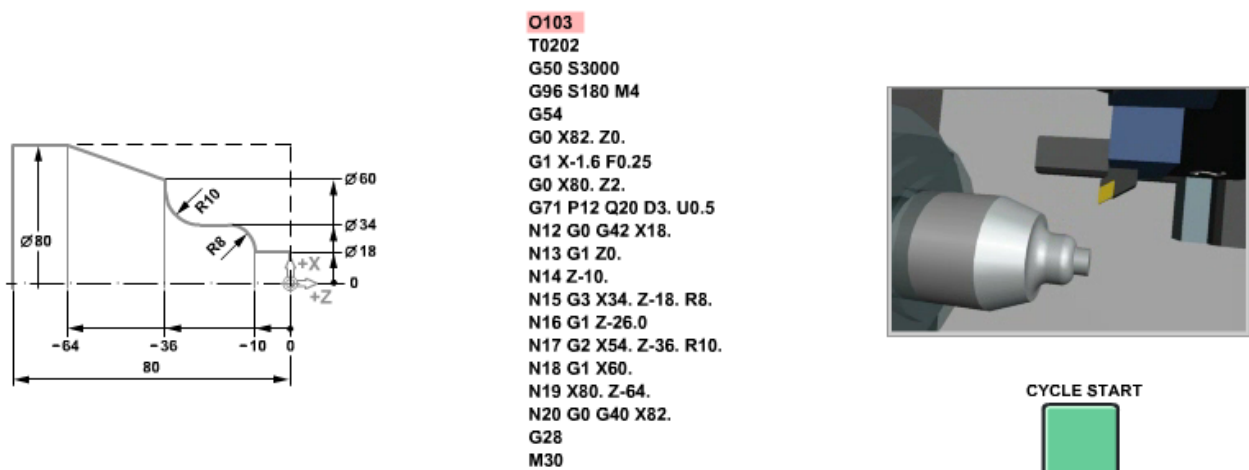 O103
T0202
G50 S3000
G96 S180 M4
G54
G0 X82. Z0.
G1 X-1.6 F0.25
G0 X80. Z2.
G71 P12 Q20 D3. U0.5
N12 G0 G42 X18.
N13 G1 Z0.
N14 Z-10.
N15 G3 X34. Z-18. R8.
N16 G1 Z-26.0
N17 G2 X54. Z-36. R10.
N18 G1 X60.
N19 X80. Z-64.
N20 G0 G40 X82.
G28
M30
Ø60
R10
Ø34
Ø80
R8
Ø18
+X
0
+Z
-64 -36 -10 0
80
CYCLE START